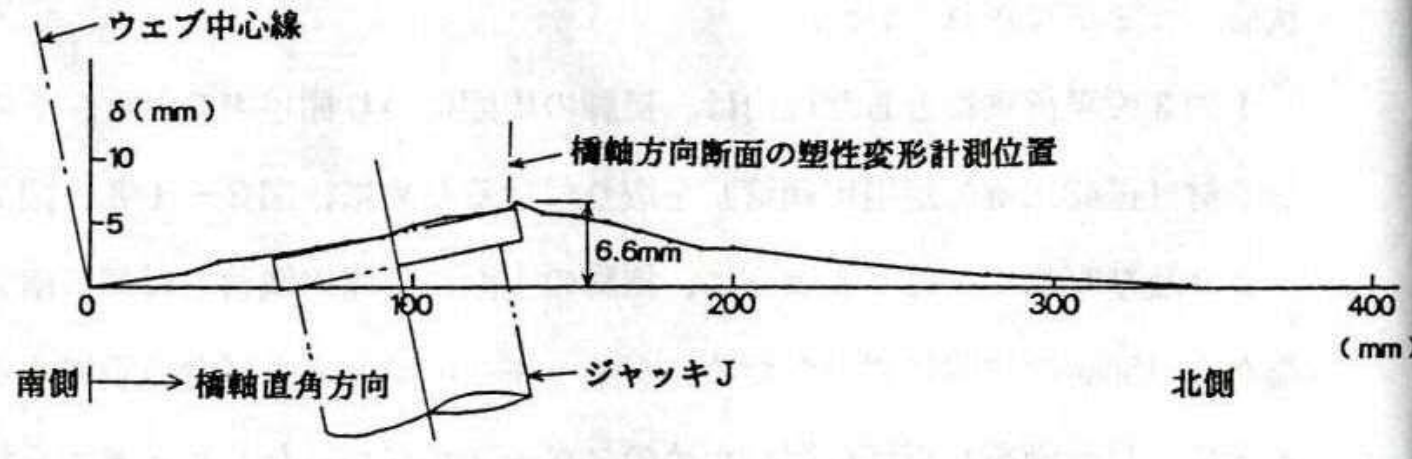 ウェブ中心線
δ(mm)
10
橋軸方向断面の塑性変形計測位置
5
6.6mm
0
100
200
300
400
(mm)
南側
橋軸直角方向
ジャッキJ
北側